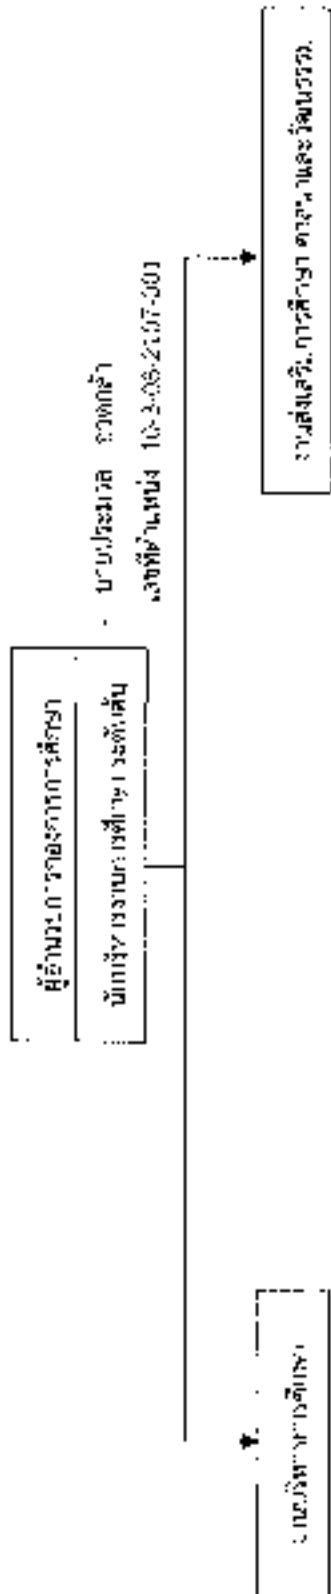 ผู้อำนวยการกองการศึกษา
นักบริหารงานการศึกษา ระดับต้น
- นายประมวล
เลขที่ตำแหน่ง 10-3-08-2107-001
งานบริหารการศึกษา
งานส่งเสริมการศึกษา ศาสนาและวัฒนธรรม